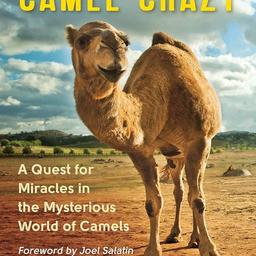 CAMEL CRAZY
A Quest for
Miracles in
the Mysterious
World of Camels
Foreword by Joel Salatin